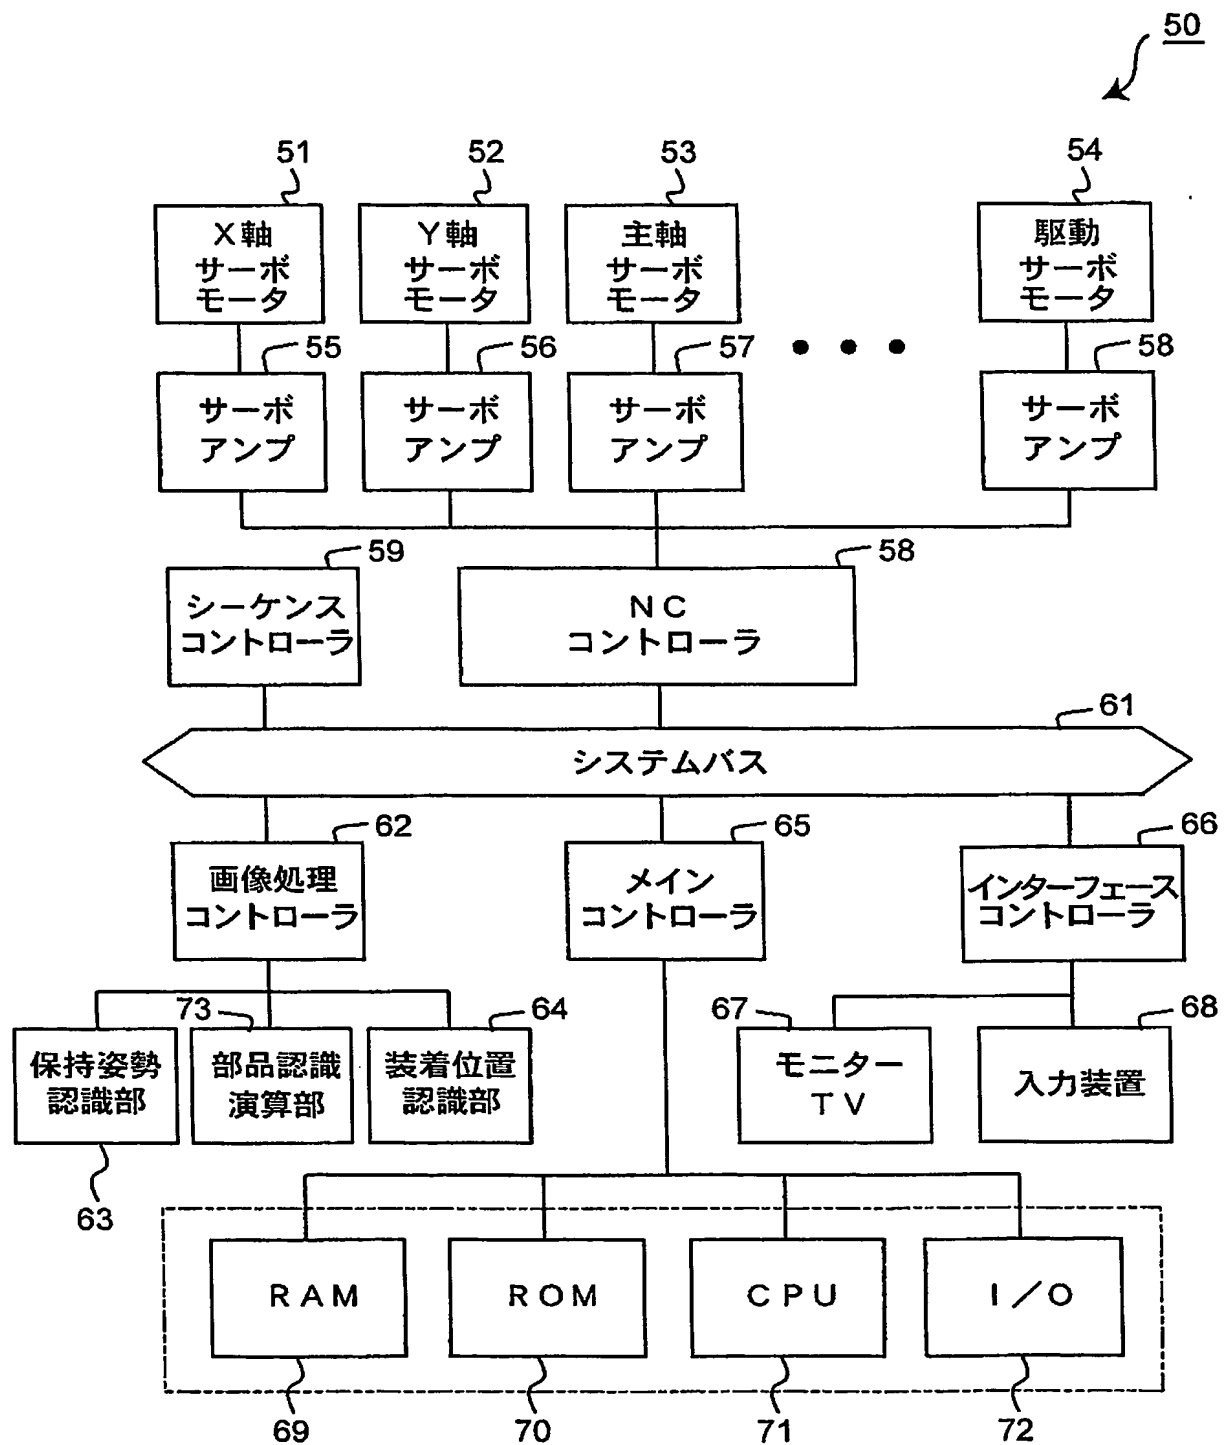 50
51
52
53
54
X軸
サーボ
モータ
Y軸
サーボ
モータ
主軸
サーボ
モータ
駆動
サーボ
モータ
55
56
57
58
サーボ
アンプ
サーボ
アンプ
サーボ
アンプ
サーボ
アンプ
59
58
シーケンス
コントローラ
NC
コントローラ
61
システムバス
62
65
66
画像処理
コントローラ
メイン
コントローラ
インターフェース
コントローラ
73
64
67
68
保持姿勢
認識部
部品認識
演算部
装着位置
認識部
モニター
TV
入力装置
63
RAM
ROM
CPU
I/O
69
70
71
72